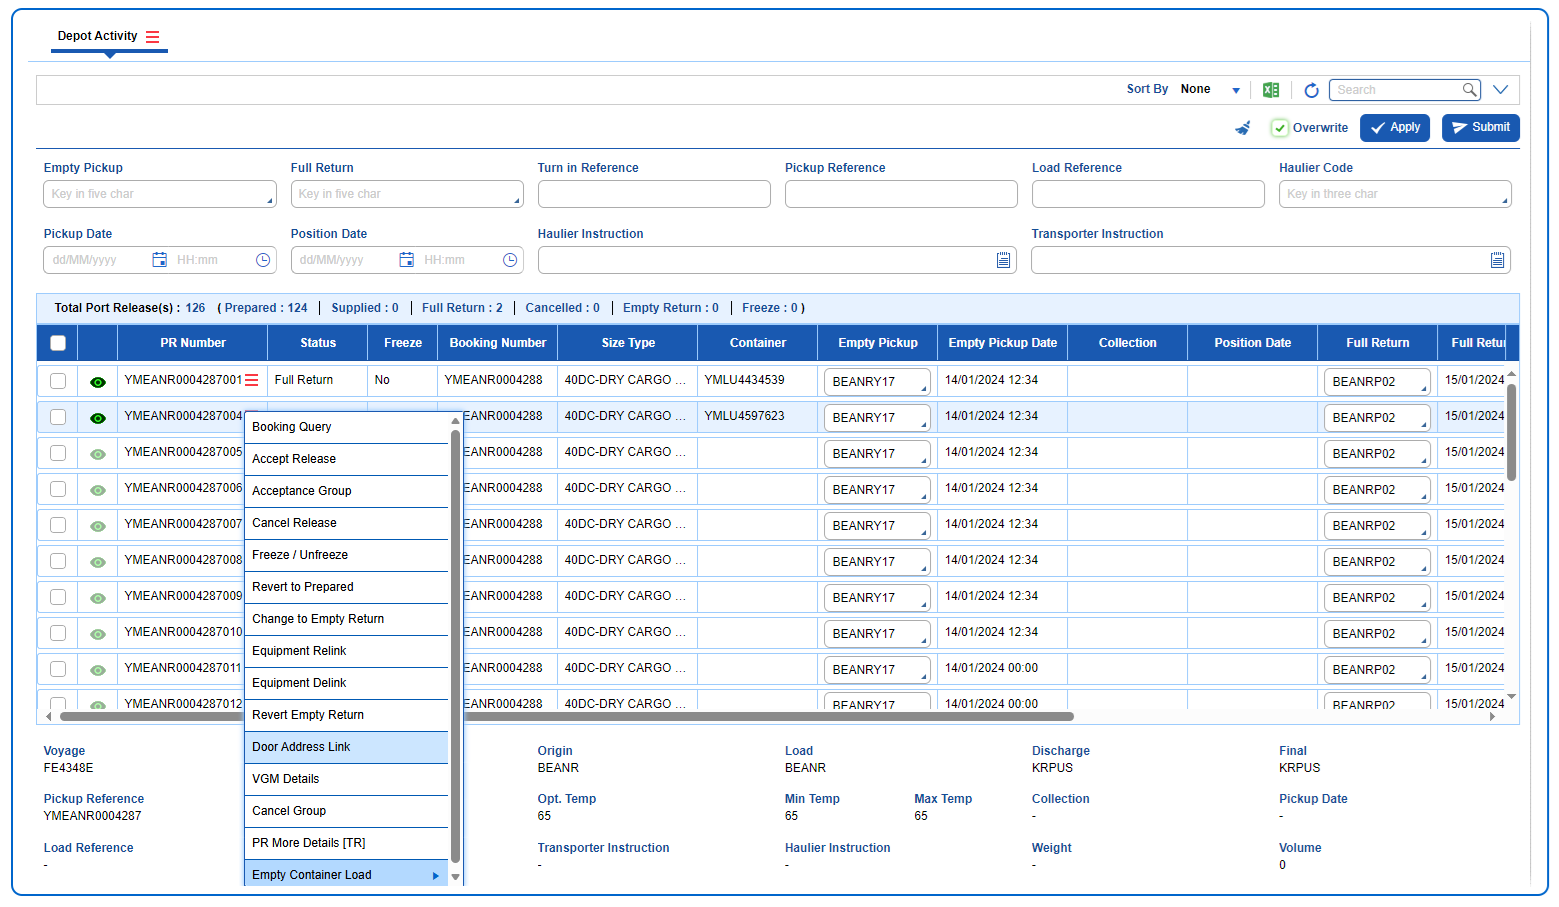 Depot Activity
Sort By None Search
Overwrite Apply Submit
Empty Pickup Full Return Turn in Reference Pickup Reference Load Reference Haulier Code
Key in five char Key in five char Key in three char
Pickup Date Position Date Haulier Instruction Transporter Instruction
dd/MM/yyyy HH:mm dd/MM/yyyy HH:mm
Total Port Release(s) : 126 ( Prepared : 124 | Supplied : 0 | Full Return : 2 | Cancelled : 0 | Empty Return : 0 | Freeze : 0 )
PR Number Status Freeze Booking Number Size Type Container Empty Pickup Empty Pickup Date Collection Position Date Full Return Full Retur
YMEANR0004287001 Full Return No YMEANR0004288 40DC-DRY CARGO ... YMLU4434539 BEANRY17 14/01/2024 12:34 BEANRP02 15/01/2024
YMEANR0004287004 EANR0004288 40DC-DRY CARGO ... YMLU4597623 BEANRY17 14/01/2024 12:34 BEANRP02 15/01/2024
YMEANR0004287005 EANR0004288 40DC-DRY CARGO ... BEANRY17 14/01/2024 12:34 BEANRP02 15/01/2024
YMEANR0004287006 EANR0004288 40DC-DRY CARGO ... BEANRY17 14/01/2024 12:34 BEANRP02 15/01/2024
YMEANR0004287007 EANR0004288 40DC-DRY CARGO ... BEANRY17 14/01/2024 12:34 BEANRP02 15/01/2024
YMEANR0004287008 EANR0004288 40DC-DRY CARGO ... BEANRY17 14/01/2024 12:34 BEANRP02 15/01/2024
YMEANR0004287009 EANR0004288 40DC-DRY CARGO ... BEANRY17 14/01/2024 12:34 BEANRP02 15/01/2024
YMEANR0004287010 EANR0004288 40DC-DRY CARGO ... BEANRY17 14/01/2024 12:34 BEANRP02 15/01/2024
YMEANR0004287011 EANR0004288 40DC-DRY CARGO ... BEANRY17 14/01/2024 00:00 BEANRP02 15/01/2024
YMEANR0004287012 EANR0004288 40DC-DRY CARGO ... BEANRY17 14/01/2024 00:00 BEANRP02 15/01/2024
Booking Query
Accept Release
Acceptance Group
Cancel Release
Freeze / Unfreeze
Revert to Prepared
Change to Empty Return
Equipment Relink
Equipment Delink
Revert Empty Return
Door Address Link
VGM Details
Cancel Group
PR More Details [TR]
Empty Container Load
Voyage Origin Load Discharge Final
FE4348E BEANR BEANR KRPUS KRPUS
Pickup Reference Opt. Temp Min Temp Max Temp Collection Pickup Date
YMEANR0004287 65 65 65 - -
Load Reference Transporter Instruction Haulier Instruction Weight Volume
- - - - 0